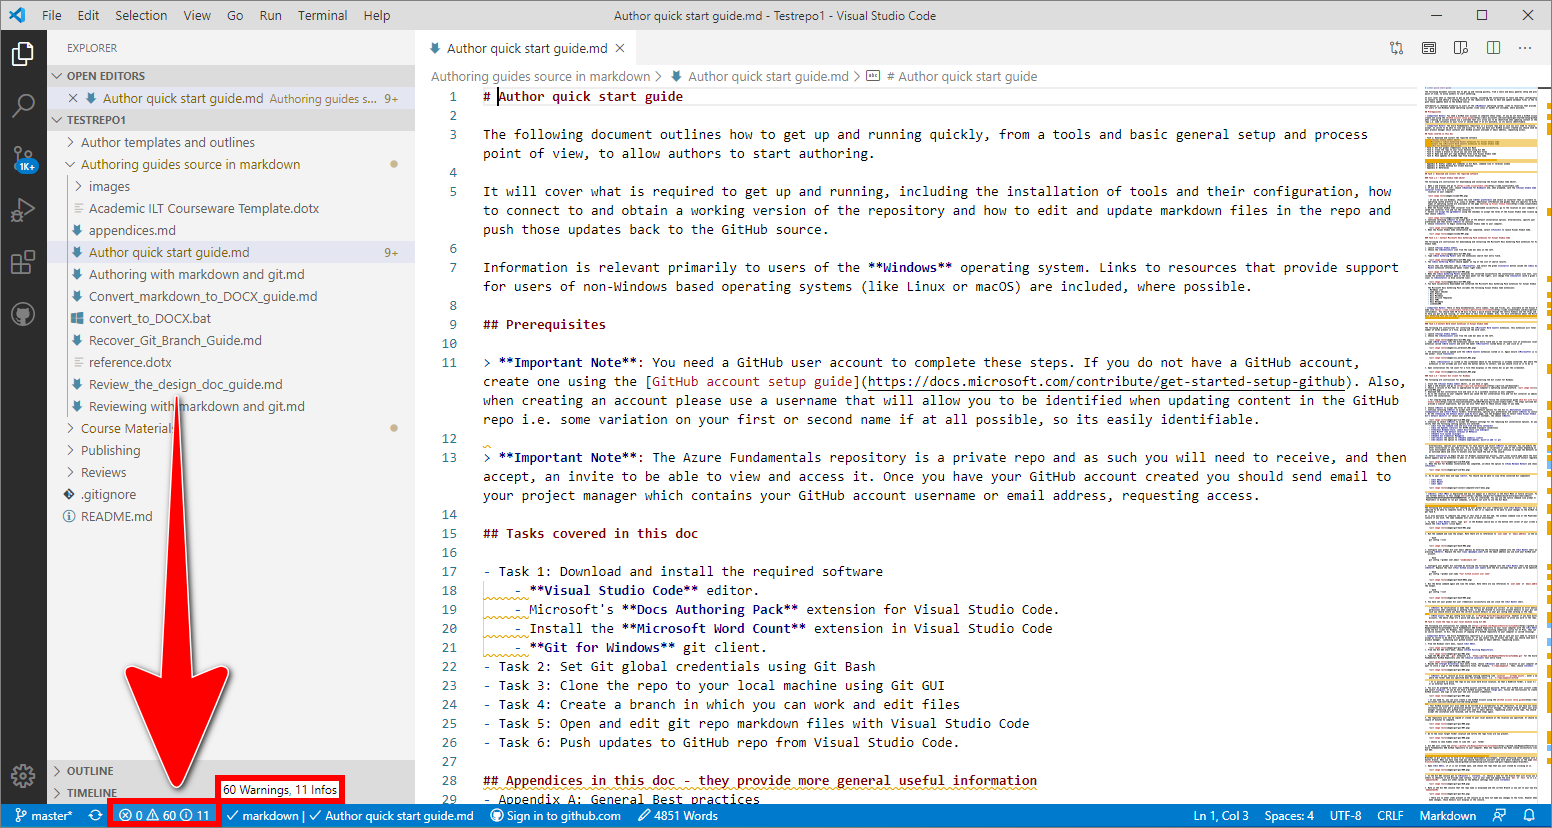 File Edit Selection View Go Run Terminal Help
Author quick start guide.md - Testrepo1 - Visual Studio Code
EXPLORER
OPEN EDITORS
Author quick start guide.md Authoring guides s... 9+
TESTREPO1
Author templates and outlines
Authoring guides source in markdown
images
Academic ILT Courseware Template.dotx
appendices.md
Author quick start guide.md 9+
Authoring with markdown and git.md
Convert_markdown_to_DOCX_guide.md
convert_to_DOCX.bat
Recover_Git_Branch_Guide.md
reference.dotx
Review_the_design_doc_guide.md
Reviewing with markdown and git.md
Course Materials
Publishing
Reviews
.gitignore
README.md
OUTLINE
TIMELINE
1K+
Author quick start guide.md
Authoring guides source in markdown > Author quick start guide.md > abc # Author quick start guide
1 # Author quick start guide
2
3 The following document outlines how to get up and running quickly, from a tools and basic general setup and process
point of view, to allow authors to start authoring.
4
5 It will cover what is required to get up and running, including the installation of tools and their configuration, how
to connect to and obtain a working version of the repository and how to edit and update markdown files in the repo and
push those updates back to the GitHub source.
6
7 Information is relevant primarily to users of the **Windows** operating system. Links to resources that provide support
for users of non-Windows based operating systems (like Linux or macOS) are included, where possible.
8
9 ## Prerequisites
10
11 > **Important Note**: You need a GitHub user account to complete these steps. If you do not have a GitHub account,
create one using the [GitHub account setup guide](https://docs.microsoft.com/contribute/get-started-setup-github). Also,
when creating an account please use a username that will allow you to be identified when updating content in the GitHub
repo i.e. some variation on your first or second name if at all possible, so its easily identifiable.
12
13 > **Important Note**: The Azure Fundamentals repository is a private repo and as such you will need to receive, and then
accept, an invite to be able to view and access it. Once you have your GitHub account created you should send email to
your project manager which contains your GitHub account username or email address, requesting access.
14
15 ## Tasks covered in this doc
16
17 - Task 1: Download and install the required software
18 - **Visual Studio Code** editor.
19 - Microsoft's **Docs Authoring Pack** extension for Visual Studio Code.
20 - Install the **Microsoft Word Count** extension in Visual Studio Code
21 - **Git for Windows** git client.
22 - Task 2: Set Git global credentials using Git Bash
23 - Task 3: Clone the repo to your local machine using Git GUI
24 - Task 4: Create a branch in which you can work and edit files
25 - Task 5: Open and edit git repo markdown files with Visual Studio Code
26 - Task 6: Push updates to GitHub repo from Visual Studio Code.
27
28 ## Appendices in this doc - they provide more general useful information
29 - Appendix A: General Best practices
60 Warnings, 11 Infos
master* 0 60 11 markdown | Author quick start guide.md Sign in to github.com 4851 Words Ln 1, Col 3 Spaces: 4 UTF-8 CRLF Markdown